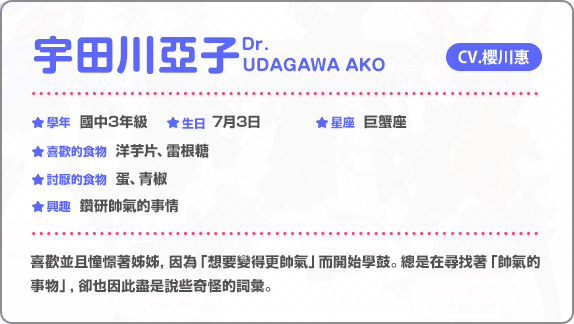 宇田川亞子 Dr.
UDAGAWA AKO
CV.櫻川惠
學年 國中3年級 生日 7月3日 星座 巨蟹座
喜歡的食物 洋芋片、雷根糖
討厭的食物 蛋、青椒
興趣 鑽研帥氣的事情
喜歡並且憧憬著姊姊，因為「想要變得更帥氣」而開始學鼓。總是在尋找著「帥氣的
事物」，卻也因此盡是說些奇怪的詞彙。